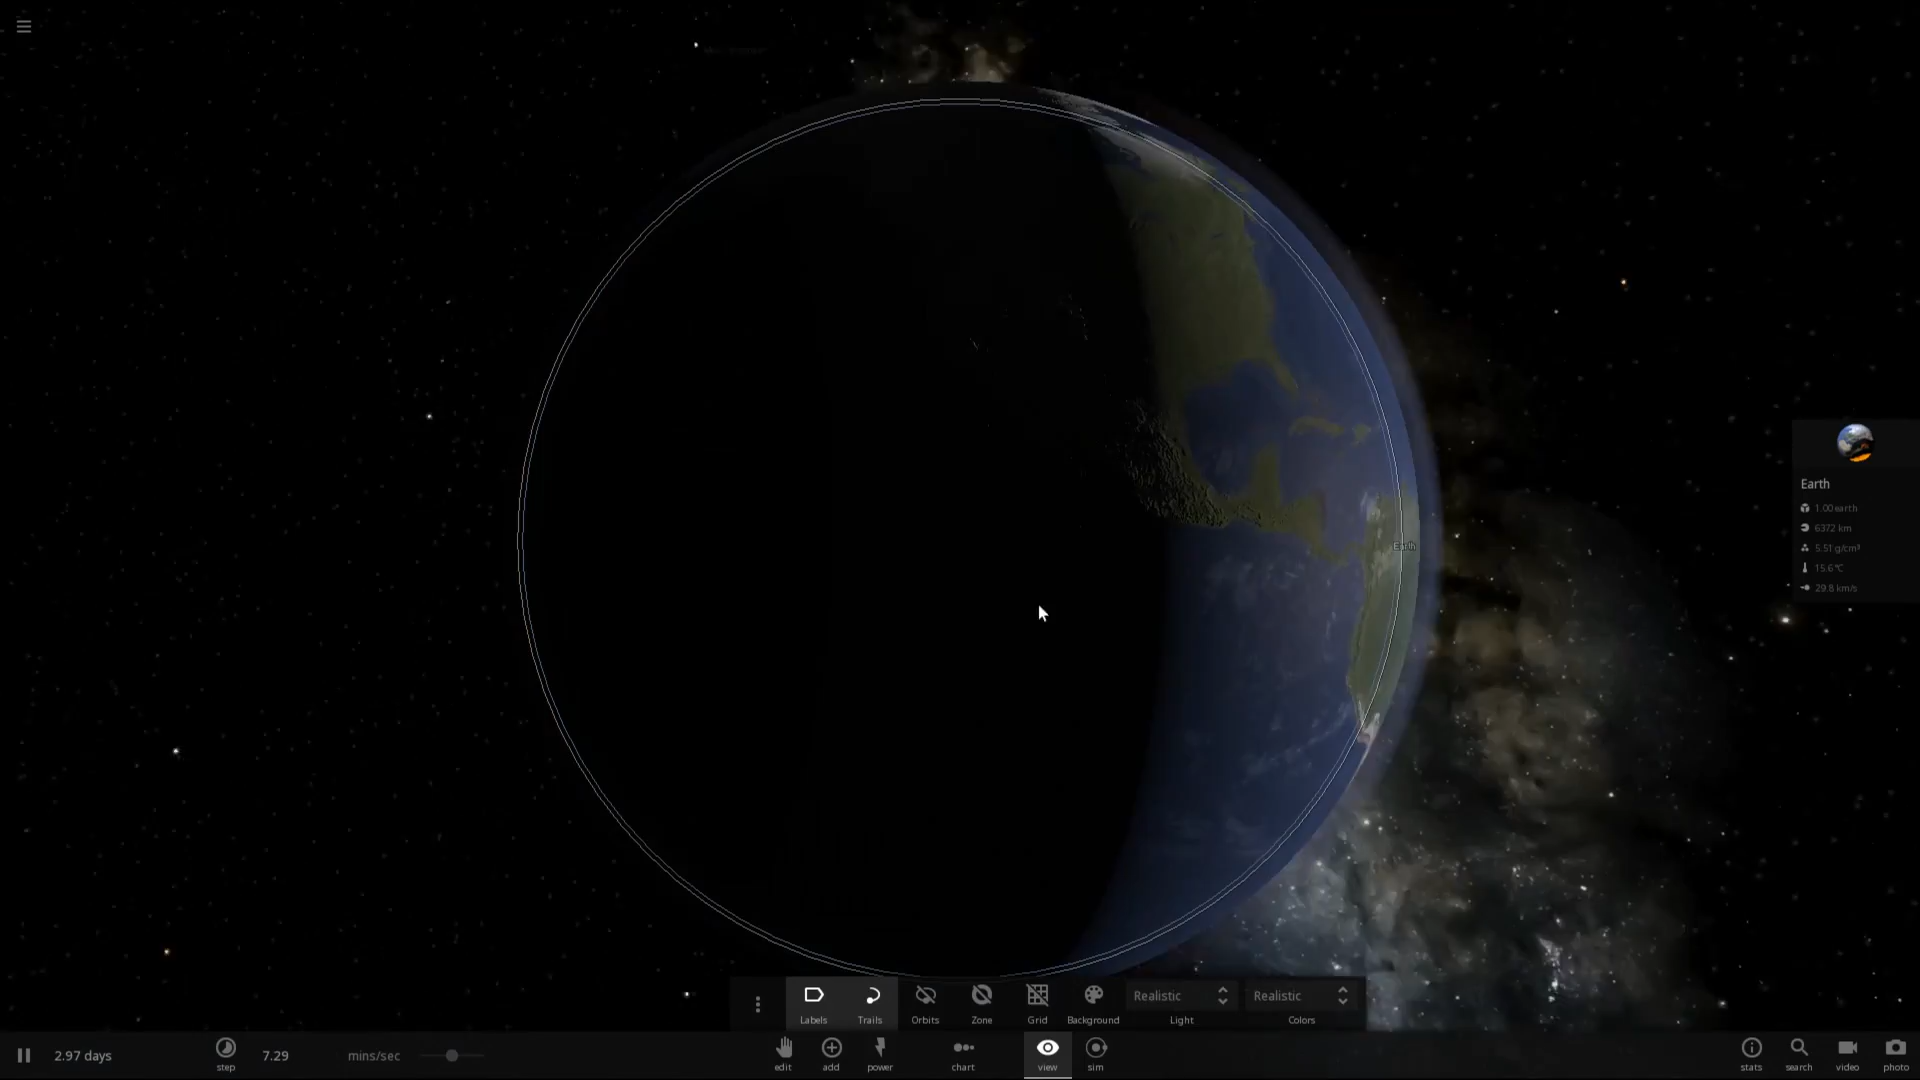 Earth
1.00 earth
6372 km
5.51 g/cm³
15.6 °C
29.8 km/s
Earth
Realistic
Realistic
Labels
Trails
Orbits
Zone
Grid
Background
Light
Colors
2.97 days
step
7.29
mins/sec
edit
add
power
chart
view
sim
stats
search
video
photo